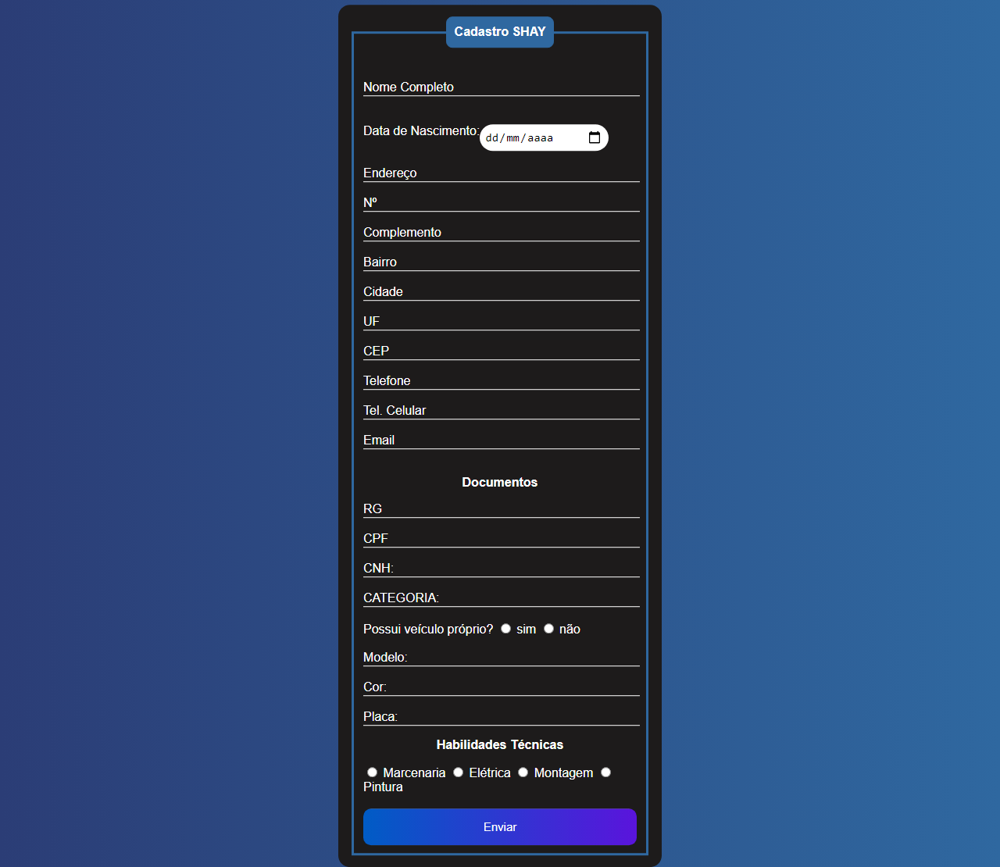 Cadastro SHAY
Nome Completo
Data de Nascimento: dd/mm/aaaa
Endereço
Nº
Complemento
Bairro
Cidade
UF
CEP
Telefone
Tel. Celular
Email
Documentos
RG
CPF
CNH:
CATEGORIA:
Possui veículo próprio? sim não
Modelo:
Cor:
Placa:
Habilidades Técnicas
Marcenaria Elétrica Montagem
Pintura
Enviar